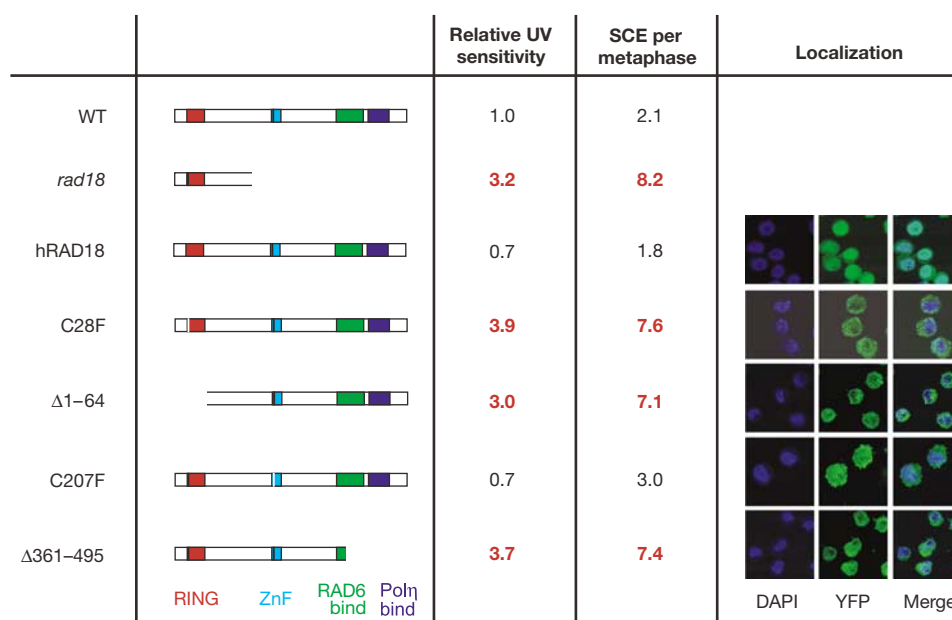 Relative UV sensitivity SCE per metaphase Localization
WT 1.0 2.1
rad18 3.2 8.2
hRAD18 0.7 1.8
C28F 3.9 7.6
Δ1–64 3.0 7.1
C207F 0.7 3.0
Δ361–495 3.7 7.4
RING ZnF RAD6 bind Polη bind
DAPI YFP Merge